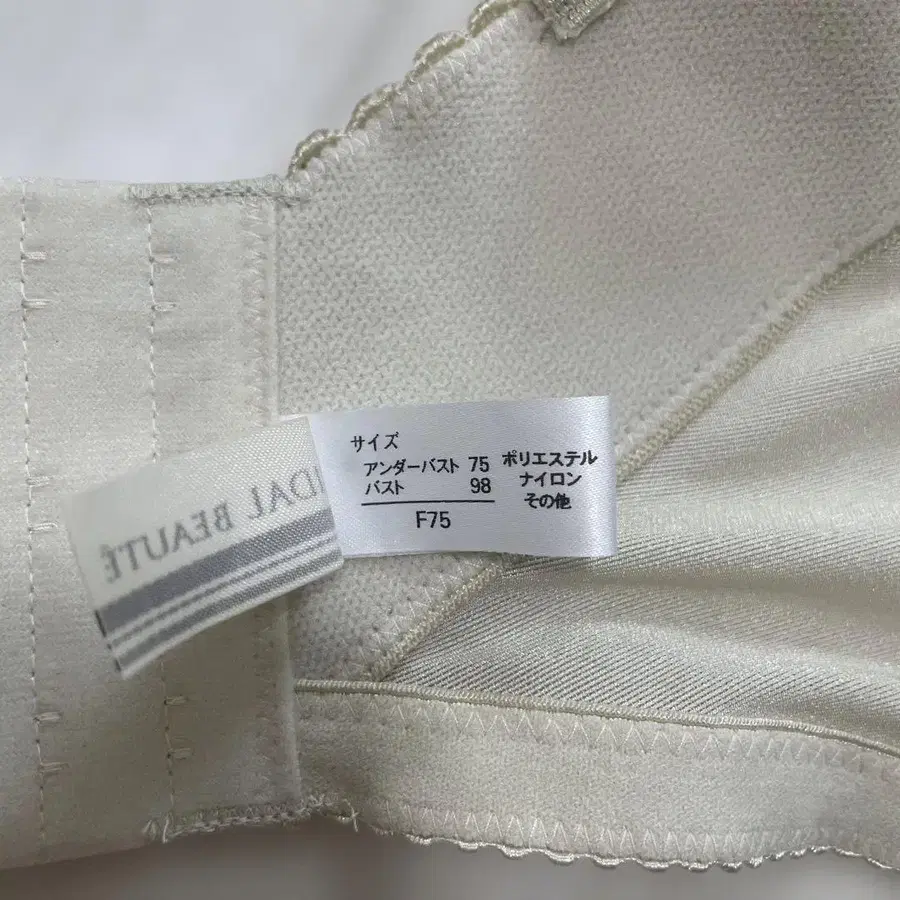 サイズ
アンダーバスト 75
バスト 98
F75
ポリエステル
ナイロン
その他
DAL BEAUTÉ